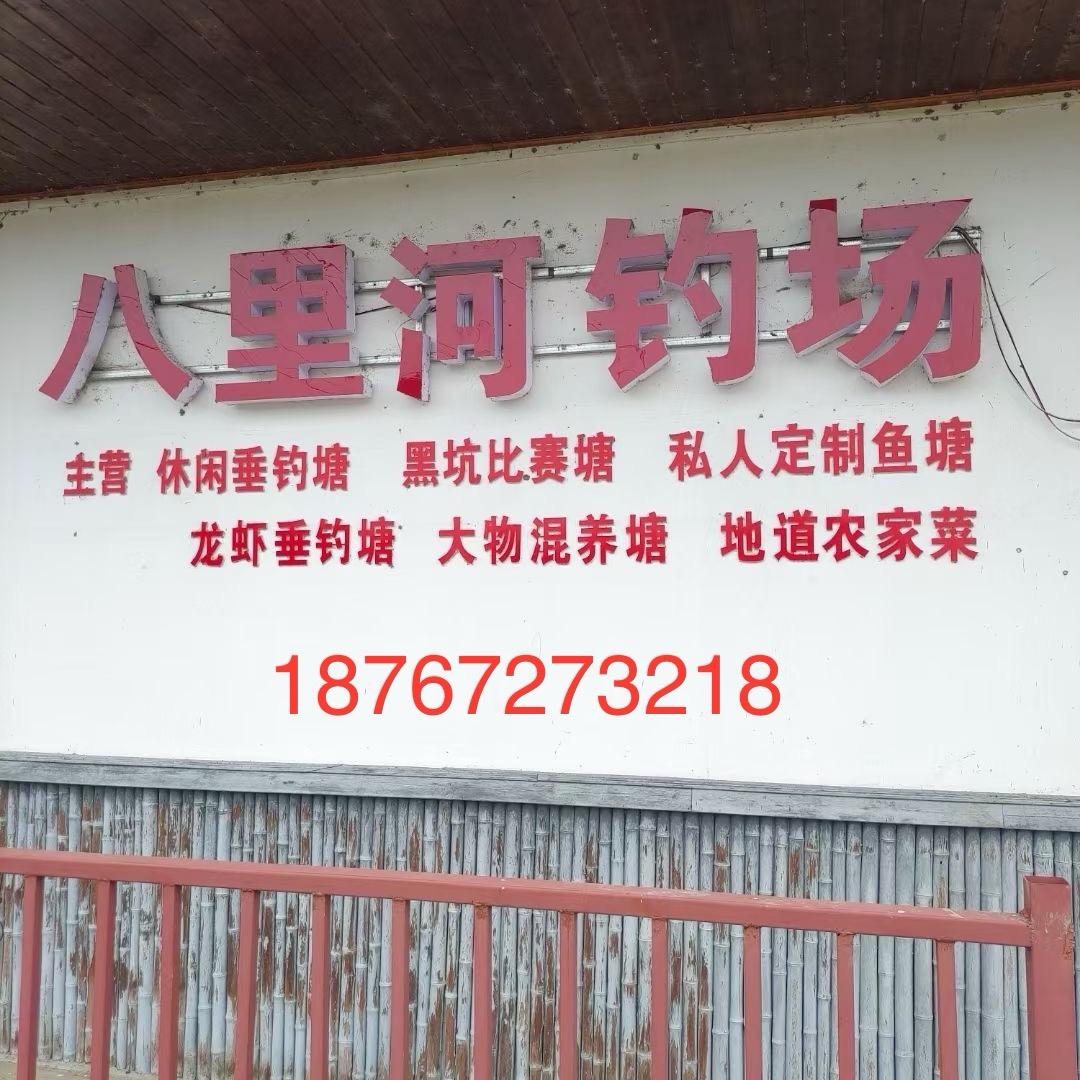 八里河钓场
主营 休闲垂钓塘 黑坑比赛塘 私人定制鱼塘
龙虾垂钓塘 大物混养塘 地道农家菜
18767273218